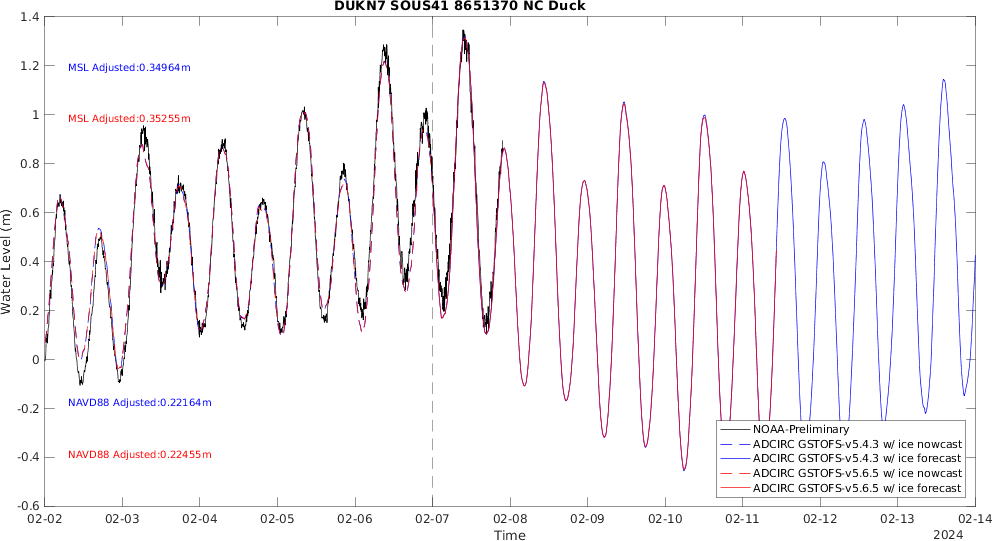 DUKN7 SOUS41 8651370 NC Duck
1.4
1.2
1
0.8
0.6
0.4
0.2
0
-0.2
-0.4
-0.6
Water Level (m)
MSL Adjusted:0.34964m
MSL Adjusted:0.35255m
NAVD88 Adjusted:0.22164m
NAVD88 Adjusted:0.22455m
NOAA-Preliminary
ADCIRC GSTOFS-v5.4.3 w/ ice nowcast
ADCIRC GSTOFS-v5.4.3 w/ ice forecast
ADCIRC GSTOFS-v5.6.5 w/ ice nowcast
ADCIRC GSTOFS-v5.6.5 w/ ice forecast
02-02 02-03 02-04 02-05 02-06 02-07 02-08 02-09 02-10 02-11 02-12 02-13 02-14
Time 2024